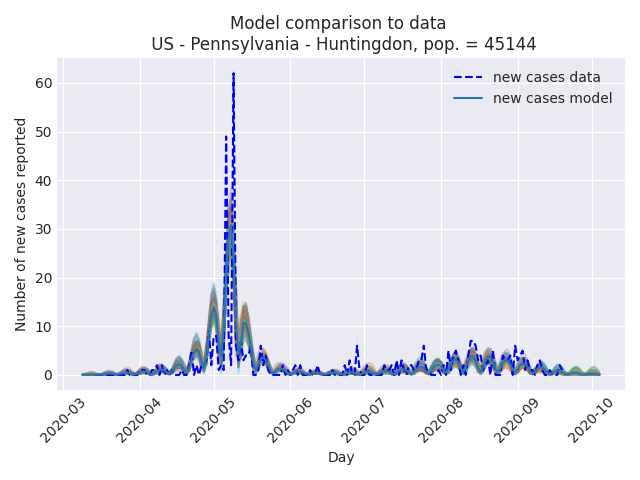 Model comparison to data
US - Pennsylvania - Huntingdon, pop. = 45144
new cases data
new cases model
Number of new cases reported
60
50
40
30
20
10
0
2020-03
2020-04
2020-05
2020-06
2020-07
2020-08
2020-09
2020-10
Day